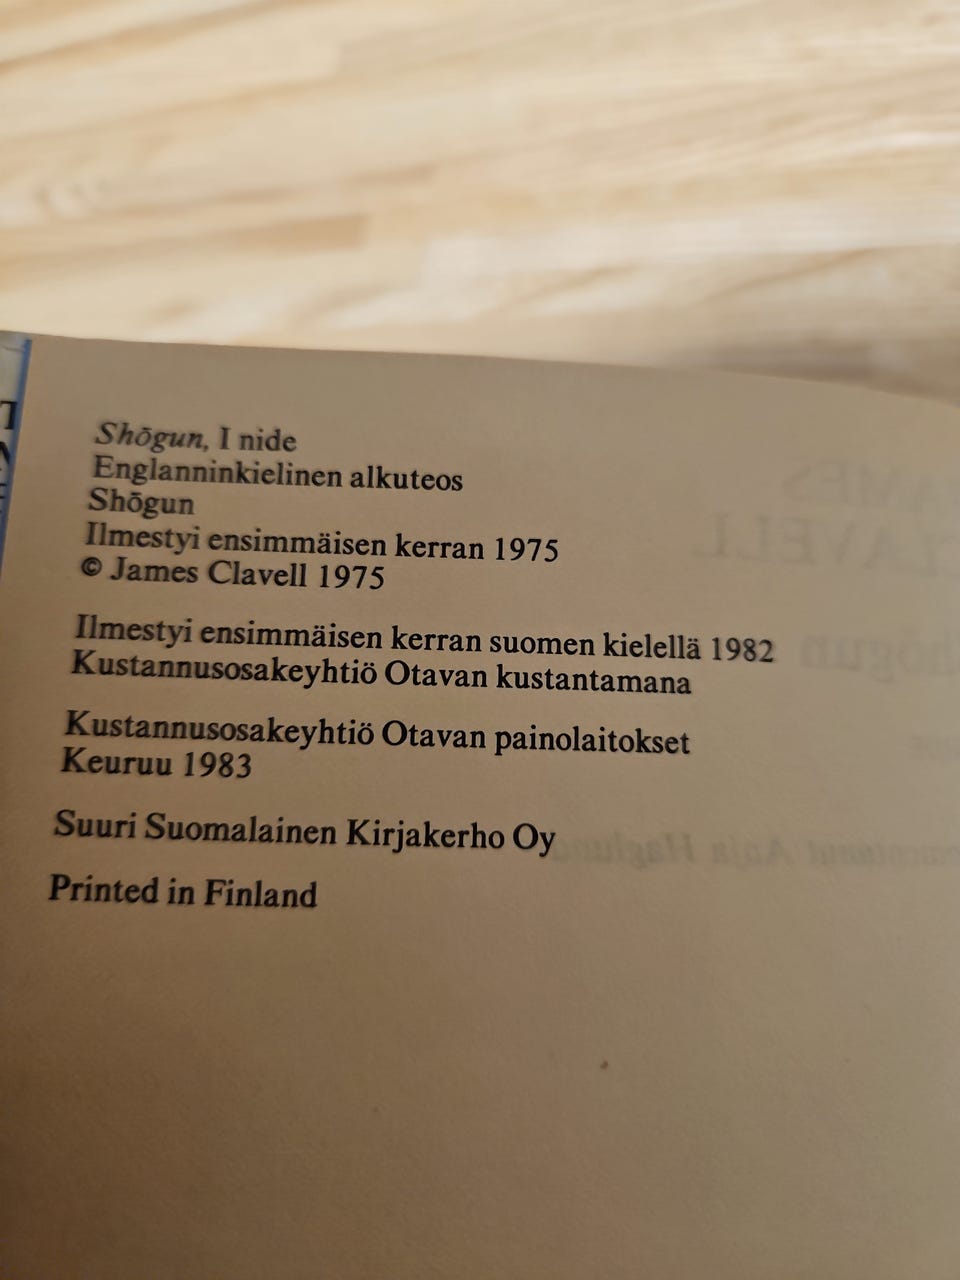 Shōgun, I nide
Englanninkielinen alkuteos
Shōgun
Ilmestyi ensimmäisen kerran 1975
© James Clavell 1975
Ilmestyi ensimmäisen kerran suomen kielellä 1982
Kustannusosakeyhtiö Otavan kustantamana
Kustannusosakeyhtiö Otavan painolaitokset
Keuruu 1983
Suuri Suomalainen Kirjakerho Oy
Printed in Finland